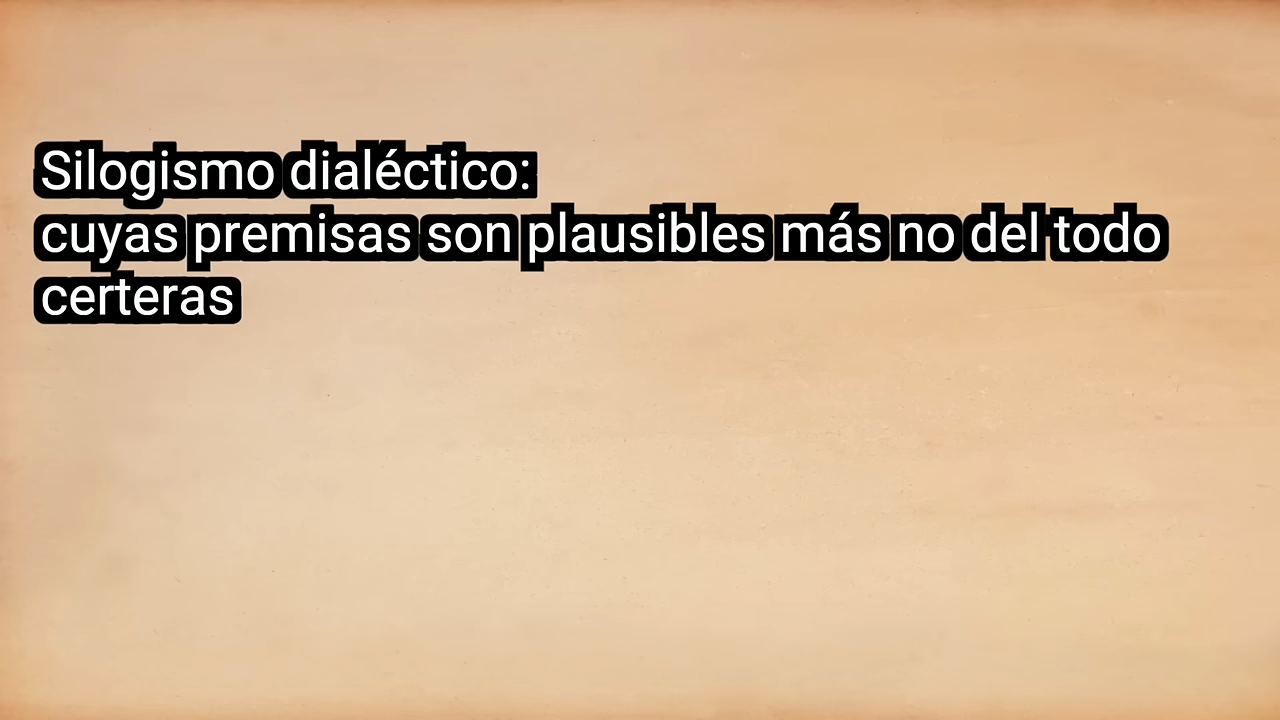 Silogismo dialéctico:
cuyas premisas son plausibles más no del todo
certeras